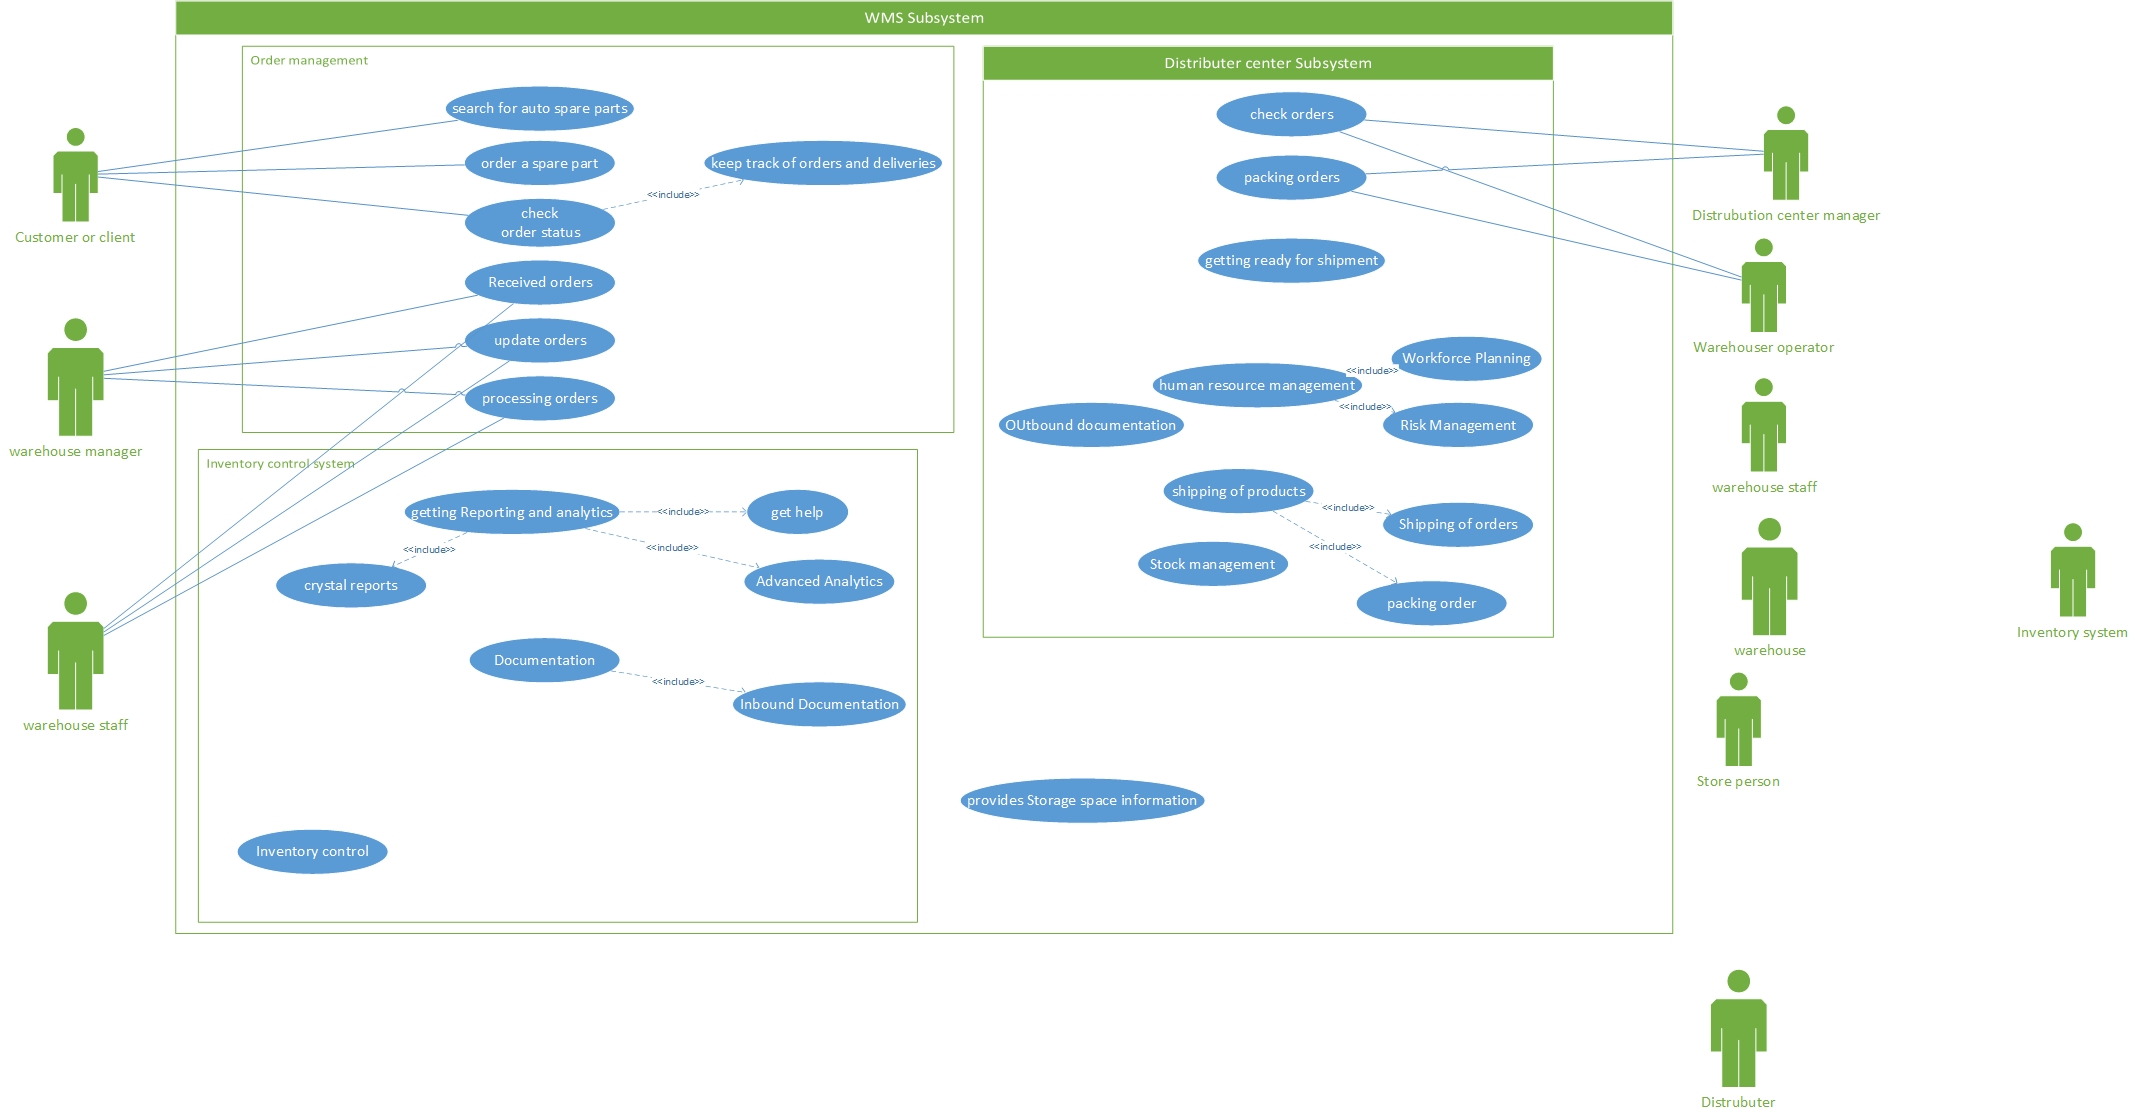 WMS Subsystem
Order management
search for auto spare parts
order a spare part
keep track of orders and deliveries
<<include>>
check
order status
Received orders
update orders
processing orders
Customer or client
warehouse manager
warehouse staff
Inventory control system
getting Reporting and analytics
<<include>>
get help
<<include>>
<<include>>
crystal reports
Advanced Analytics
Documentation
<<include>>
Inbound Documentation
Inventory control
Distributer center Subsystem
check orders
packing orders
getting ready for shipment
Workforce Planning
<<include>>
human resource management
<<include>>
OUtbound documentation
Risk Management
shipping of products
<<include>>
Shipping of orders
<<include>>
Stock management
packing order
provides Storage space information
Distrubution center manager
Warehouser operator
warehouse staff
warehouse
Inventory system
Store person
Distrubuter